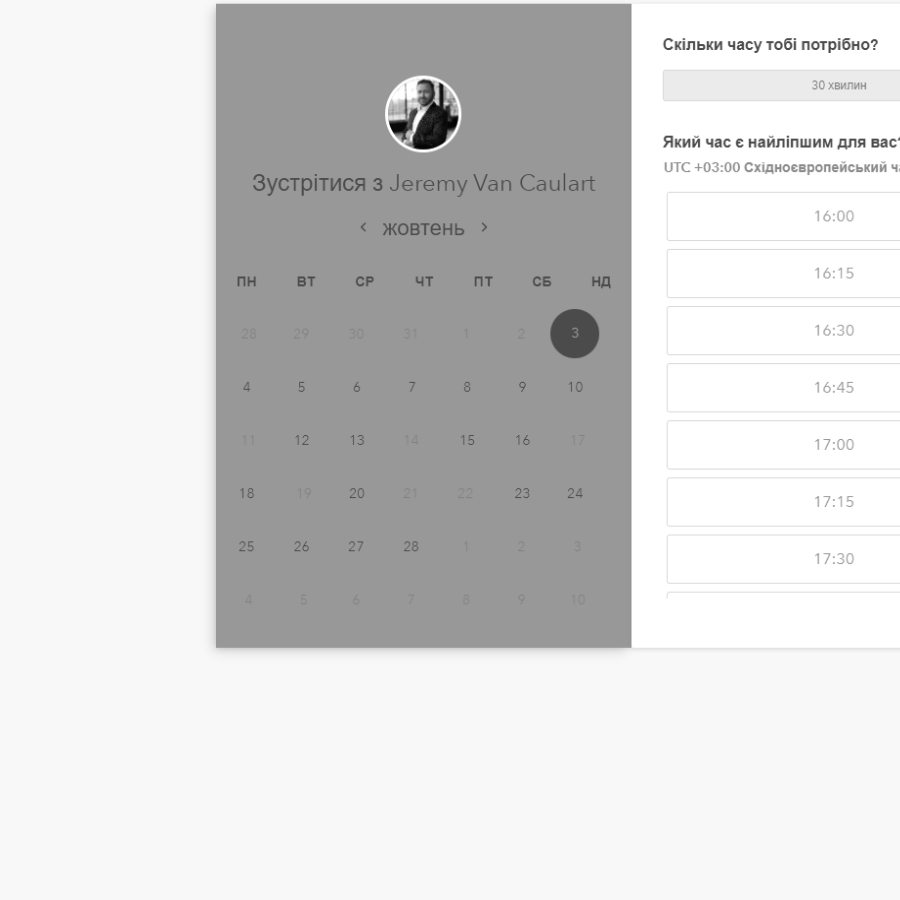 Зустрітися з Jeremy Van Caulart
жовтень
ПН ВТ СР ЧТ ПТ СБ НД
28 29 30 31 1 2 3
4 5 6 7 8 9 10
11 12 13 14 15 16 17
18 19 20 21 22 23 24
25 26 27 28 1 2 3
4 5 6 7 8 9 10
Скільки часу тобі потрібно?
30 хвилин
Який час є найліпшим для вас?
UTC +03:00 Східноєвропейський
16:00
16:15
16:30
16:45
17:00
17:15
17:30